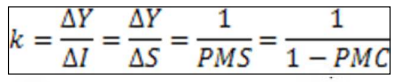 k = ΔY/ΔI = ΔY/ΔS = 1/PMS = 1/(1 − PMC)